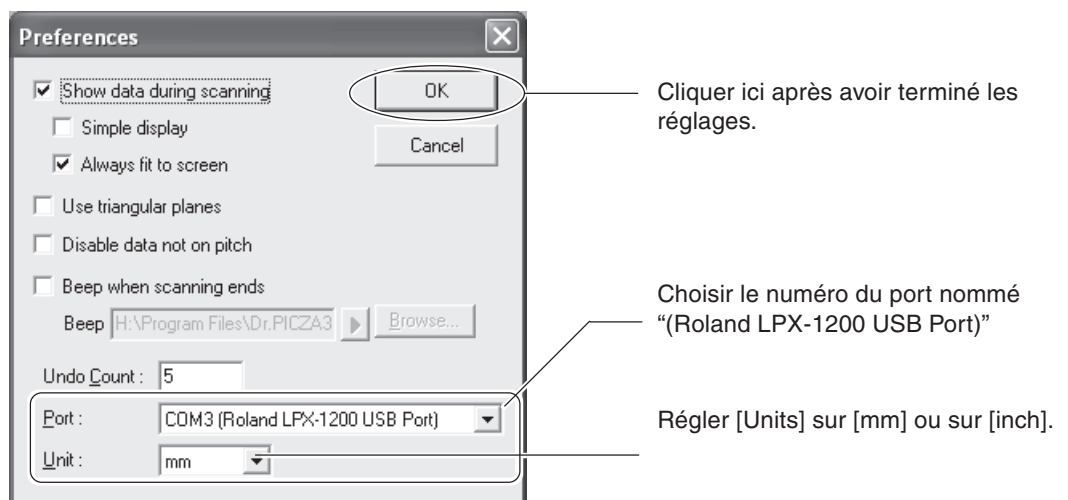 Preferences
Show data during scanning
OK
Cliquer ici après avoir terminé les
réglages.
Simple display
Cancel
Always fit to screen
Use triangular planes
Disable data not on pitch
Beep when scanning ends
Beep H:\Program Files\Dr.PICZA3 Browse...
Choisir le numéro du port nommé
“(Roland LPX-1200 USB Port)”
Undo Count : 5
Port : COM3 (Roland LPX-1200 USB Port)
Régler [Units] sur [mm] ou sur [inch].
Unit : mm